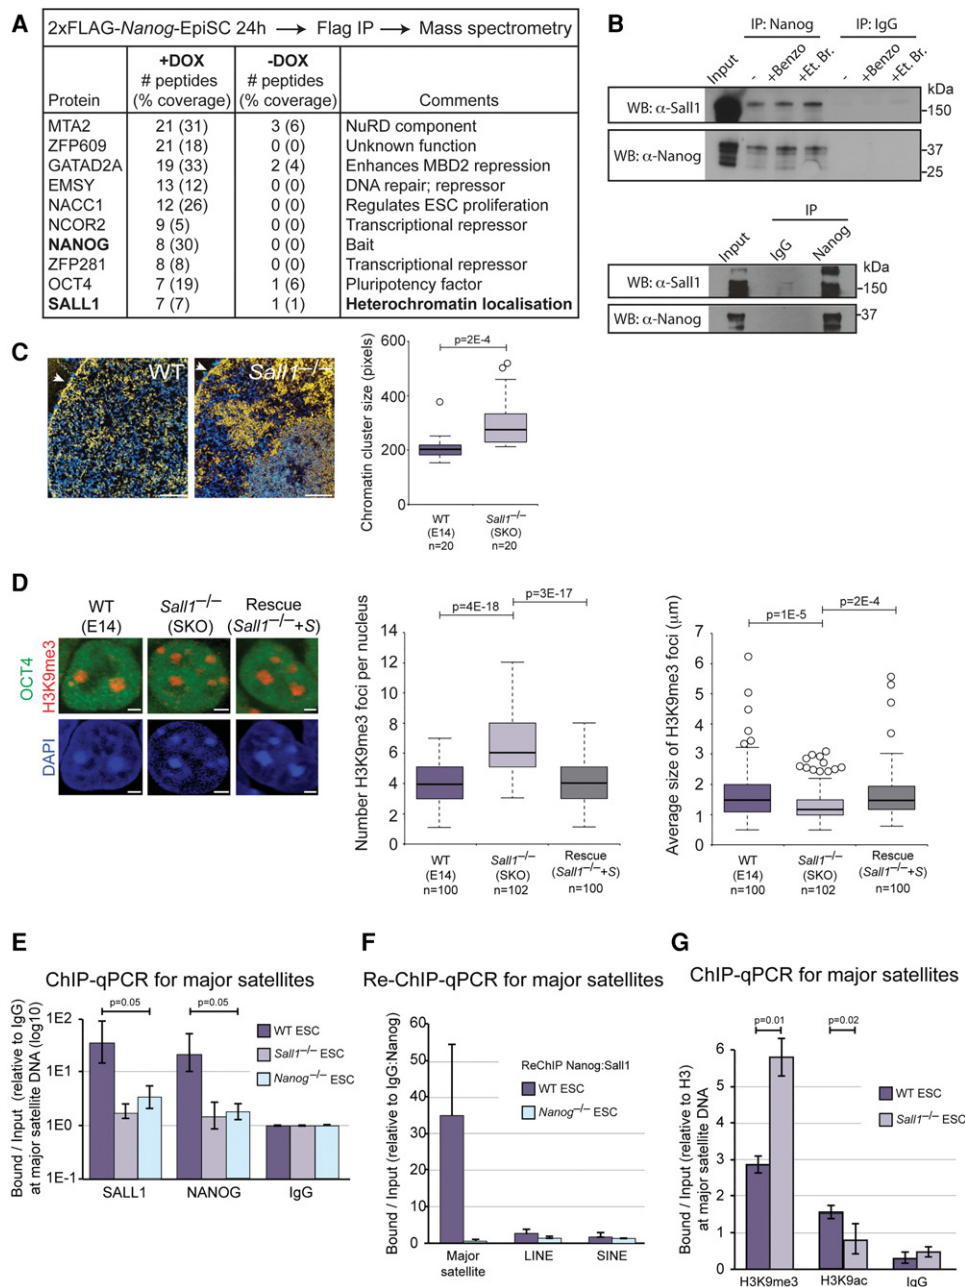 A
2xFLAG-Nanog-EpiSC 24h → Flag IP → Mass spectrometry
Protein
+DOX
# peptides
(% coverage)
-DOX
# peptides
(% coverage)
Comments
MTA2 21 (31) 3 (6) NuRD component
ZFP609 21 (18) 0 (0) Unknown function
GATAD2A 19 (33) 2 (4) Enhances MBD2 repression
EMSY 13 (12) 0 (0) DNA repair; repressor
NACC1 12 (26) 0 (0) Regulates ESC proliferation
NCOR2 9 (5) 0 (0) Transcriptional repressor
NANOG 8 (30) 0 (0) Bait
ZFP281 8 (8) 0 (0) Transcriptional repressor
OCT4 7 (19) 1 (6) Pluripotency factor
SALL1 7 (7) 1 (1) Heterochromatin localisation
B
IP: Nanog IP: IgG
Input - +Benzo +Et. Br. - +Benzo +Et. Br.
kDa
WB: α-Sall1
-150
WB: α-Nanog
-37
-25
IP
Input IgG Nanog
kDa
WB: α-Sall1
-150
WB: α-Nanog
-37
C
WT
Sall1–/–
Chromatin cluster size (pixels)
600
400
200
0
p=2E-4
WT
(E14)
n=20
Sall1–/–
(SKO)
n=20
D
WT
(E14)
Sall1–/–
(SKO)
Rescue
(Sall1–/–+S)
OCT4
H3K9me3
DAPI
Number H3K9me3 foci per nucleus
14
12
10
8
6
4
2
0
p=4E-18
p=3E-17
WT
(E14)
n=100
Sall1–/–
(SKO)
n=102
Rescue
(Sall1–/–+S)
n=100
Average size of H3K9me3 foci (μm)
7
6
5
4
3
2
1
0
p=1E-5
p=2E-4
WT
(E14)
n=100
Sall1–/–
(SKO)
n=102
Rescue
(Sall1–/–+S)
n=100
E
ChIP-qPCR for major satellites
Bound / Input (relative to IgG)
at major satellite DNA (log10)
1E+2
1E+1
1E+0
1E-1
p=0.05
p=0.05
WT ESC
Sall1–/– ESC
Nanog–/– ESC
SALL1
NANOG
IgG
F
Re-ChIP-qPCR for major satellites
Bound / Input (relative to IgG:Nanog)
60
50
40
30
20
10
0
ReChIP Nanog:Sall1
WT ESC
Nanog–/– ESC
Major
satellite
LINE
SINE
G
ChIP-qPCR for major satellites
Bound / Input (relative to H3)
at major satellite DNA
6
5
4
3
2
1
0
p=0.01
p=0.02
WT ESC
Sall1–/– ESC
H3K9me3
H3K9ac
IgG